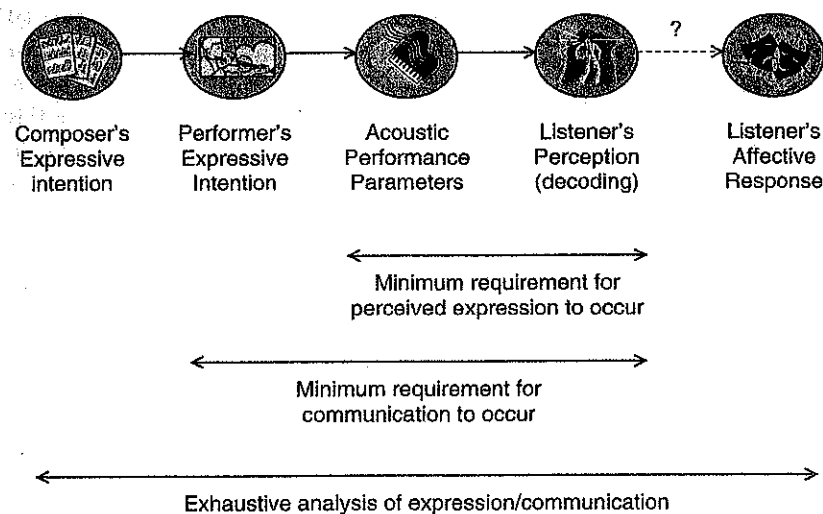 ?
Composer's
Expressive
Intention
Performer's
Expressive
Intention
Acoustic
Performance
Parameters
Listener's
Perception
(decoding)
Listener's
Affective
Response
Minimum requirement for
perceived expression to occur
Minimum requirement for
communication to occur
Exhaustive analysis of expression/communication